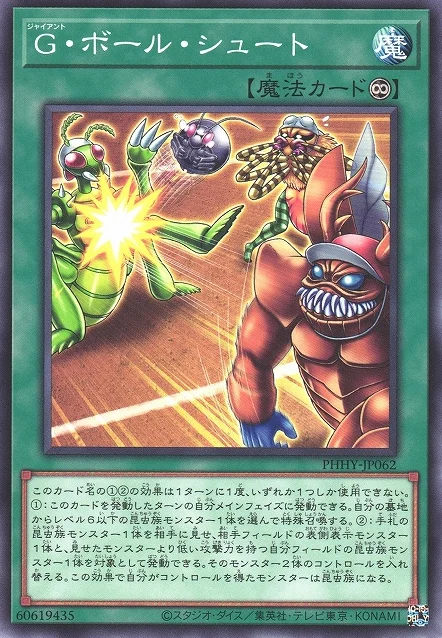 ジャイアント
G・ボール・シュート
魔
【魔法カード】
PHHY-JP062
このカード名の①②の効果は1ターンに1度、いずれか1つしか使用できない。
①：このカードを発動したターンの自分メインフェイズに発動できる。自分の墓地
からレベル6以下の昆虫族モンスター1体を選んで特殊召喚する。②：手札の
昆虫族モンスター1体を相手に見せ、相手フィールドの表側表示モンスター
1体と、見せたモンスターより低い攻撃力を持つ自分フィールドの昆虫族モン
スター1体を対象として発動できる。そのモンスター2体のコントロールを入れ
替える。この効果で自分がコントロールを得たモンスターは昆虫族になる。
60619435
©スタジオ・ダイス／集英社・テレビ東京・KONAMI